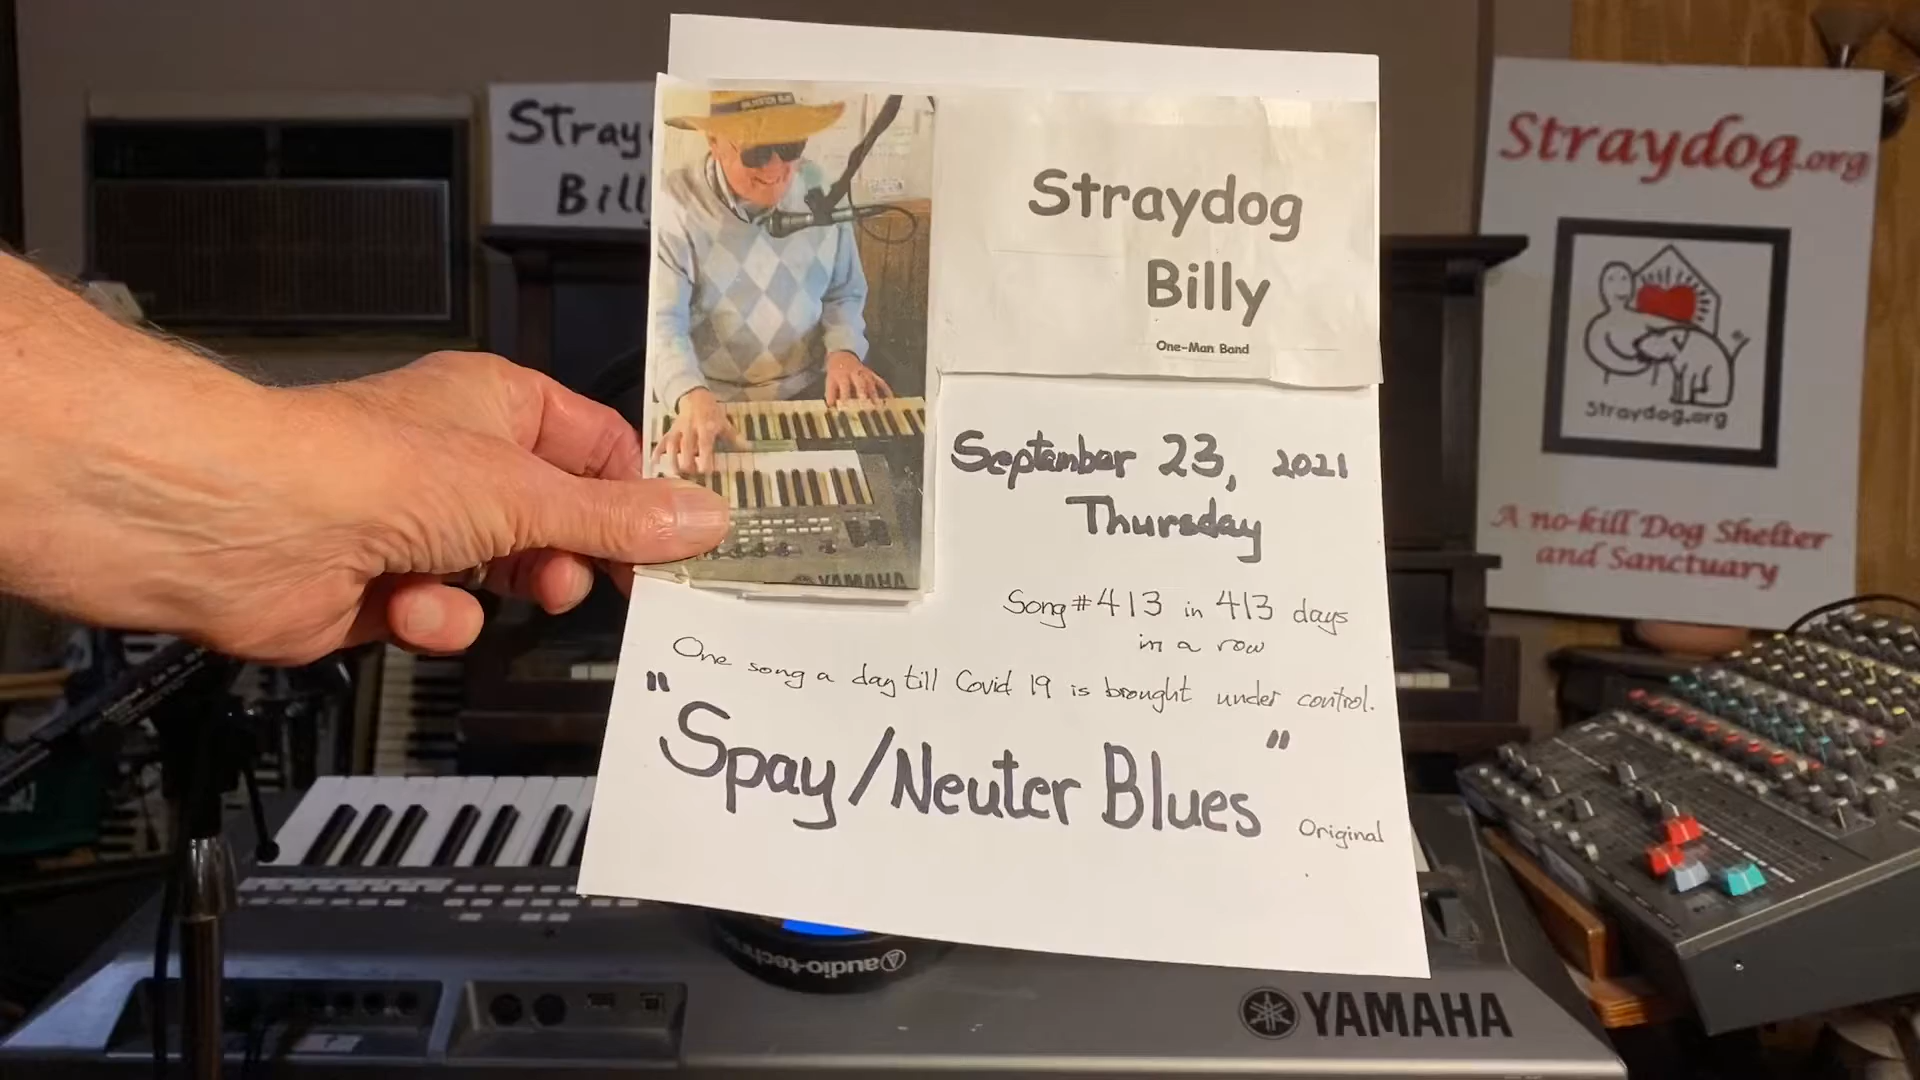 Straydog
Billy
One-Man Band
September 23, 2021
Thursday
Song #413 in 413 days
in a row
One song a day till Covid 19 is brought under control.
"Spay/Neuter Blues"
Original
YAMAHA
Stray
Bill
Straydog.org
Straydog.org
A no-kill Dog Shelter
and Sanctuary
audio-technica
YAMAHA